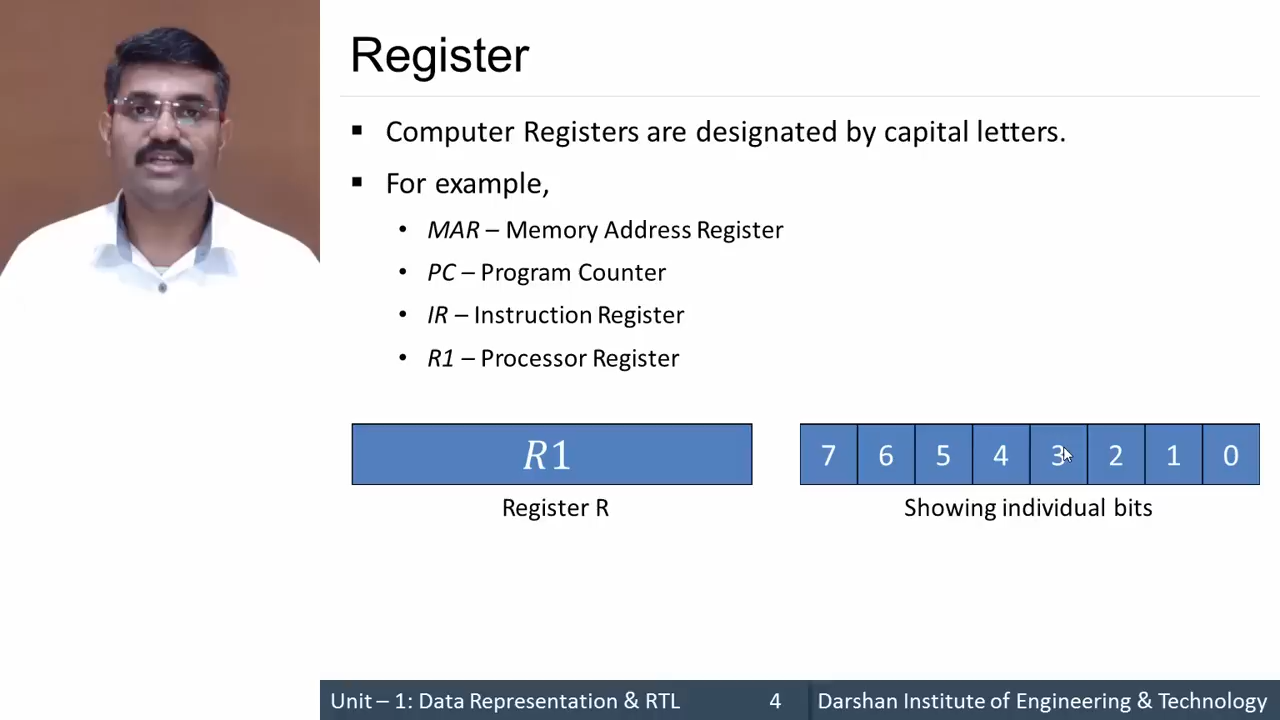 Register
▪ Computer Registers are designated by capital letters.
▪ For example,
• MAR – Memory Address Register
• PC – Program Counter
• IR – Instruction Register
• R1 – Processor Register
R1
7 6 5 4 3 2 1 0
Register R
Showing individual bits
Unit – 1: Data Representation & RTL 4 Darshan Institute of Engineering & Technology